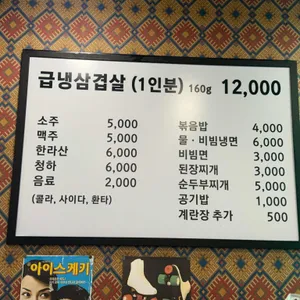 급냉삼겹살 (1인분) 160g 12,000
소주 5,000
맥주 5,000
한라산 6,000
청하 6,000
음료 2,000
(콜라, 사이다, 환타)
볶음밥 4,000
물 · 비빔냉면 6,000
비빔면 3,000
된장찌개 3,000
순두부찌개 5,000
공기밥 1,000
계란장 추가 500
아이스케키